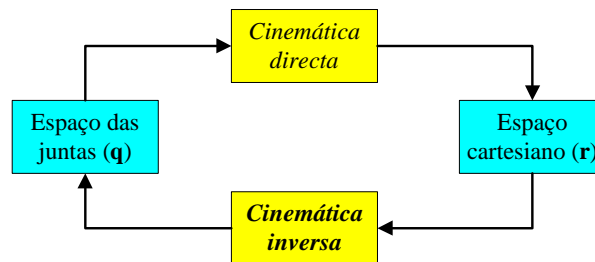 Cinemática
directa
Espaço das
juntas (q)
Espaço
cartesiano (r)
Cinemática
inversa